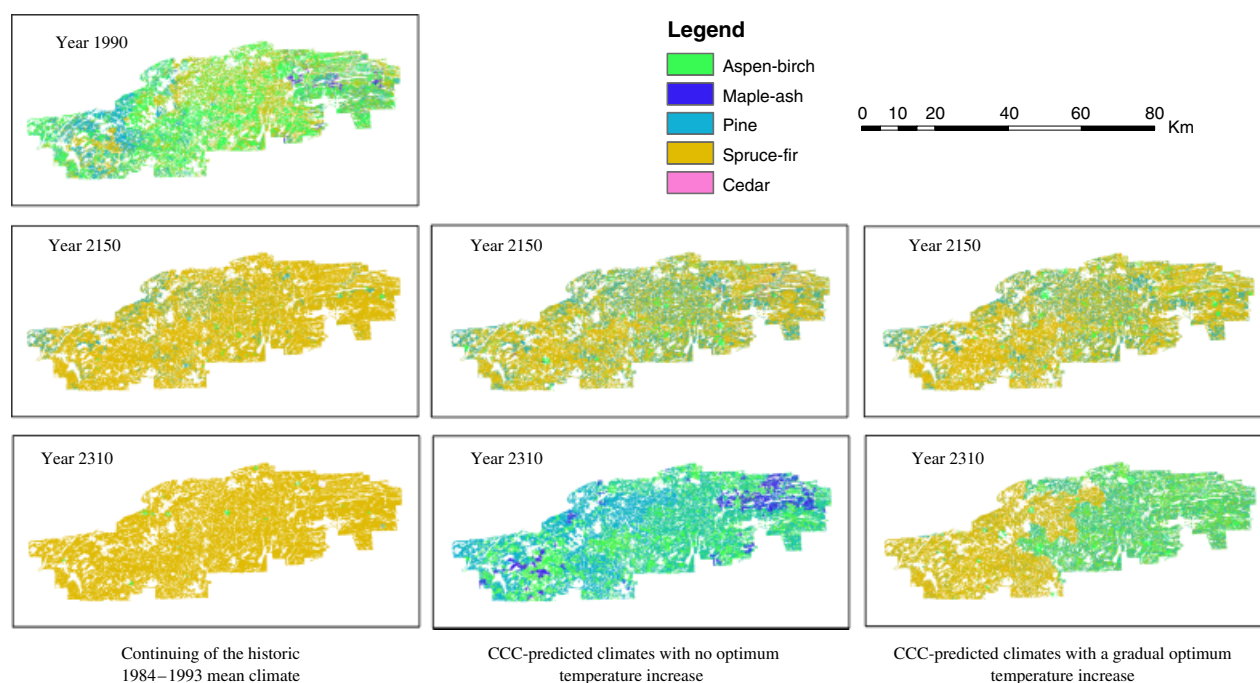 Year 1990
Legend
Aspen-birch
Maple-ash
Pine
Spruce-fir
Cedar
0 10 20 40 60 80
Km
Year 2150
Year 2150
Year 2150
Year 2310
Year 2310
Year 2310
Continuing of the historic
1984–1993 mean climate
CCC-predicted climates with no optimum
temperature increase
CCC-predicted climates with a gradual optimum
temperature increase